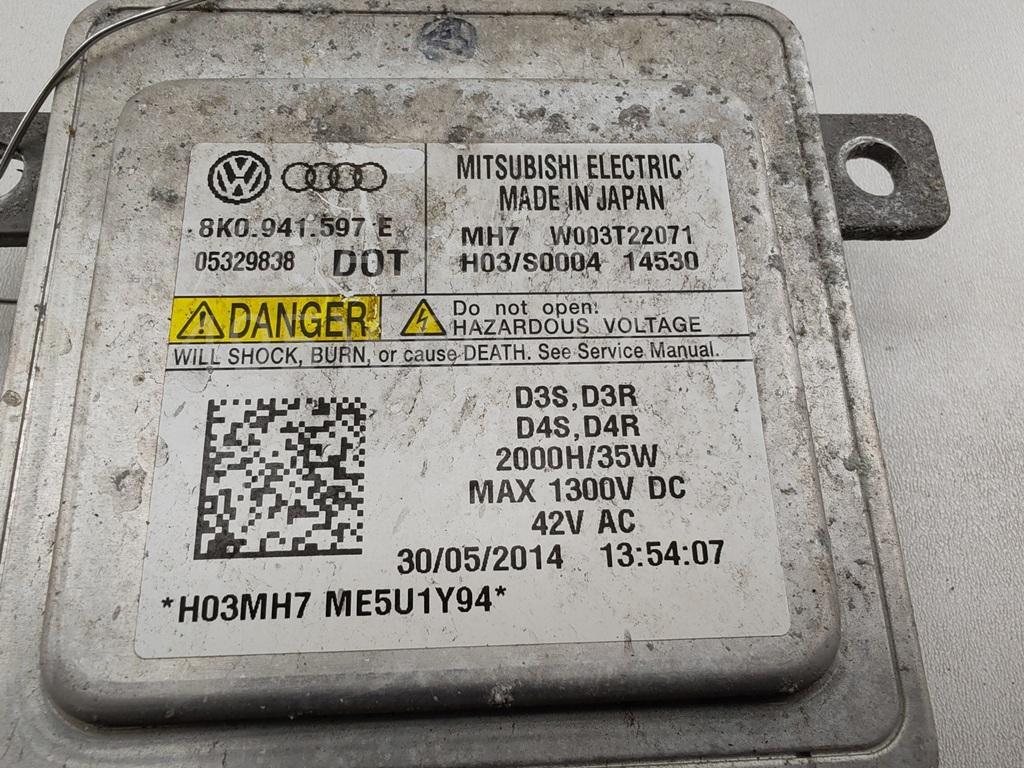 8K0.941.597 E
05329838 DOT
MITSUBISHI ELECTRIC
MADE IN JAPAN
MH7 W003T22071
H03/S0004 14530
DANGER
Do not open:
HAZARDOUS VOLTAGE
WILL SHOCK, BURN, or cause DEATH. See Service Manual.
D3S, D3R
D4S, D4R
2000H/35W
MAX 1300V DC
42V AC
30/05/2014 13:54:07
*H03MH7 ME5U1Y94*